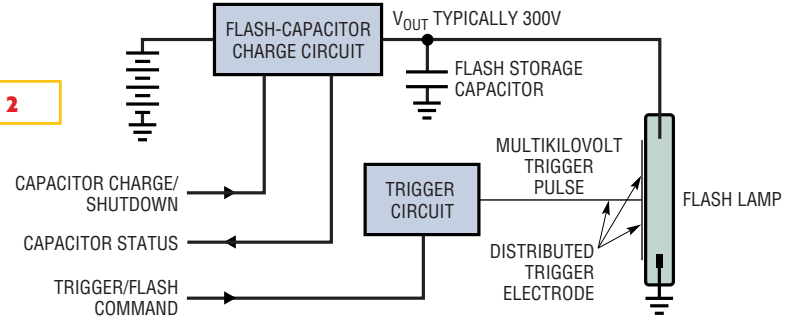 FLASH-CAPACITOR
CHARGE CIRCUIT
VOUT TYPICALLY 300V
FLASH STORAGE
CAPACITOR
2
MULTIKILOVOLT
TRIGGER
PULSE
CAPACITOR CHARGE/
SHUTDOWN
TRIGGER
CIRCUIT
FLASH LAMP
CAPACITOR STATUS
DISTRIBUTED
TRIGGER
ELECTRODE
TRIGGER/FLASH
COMMAND